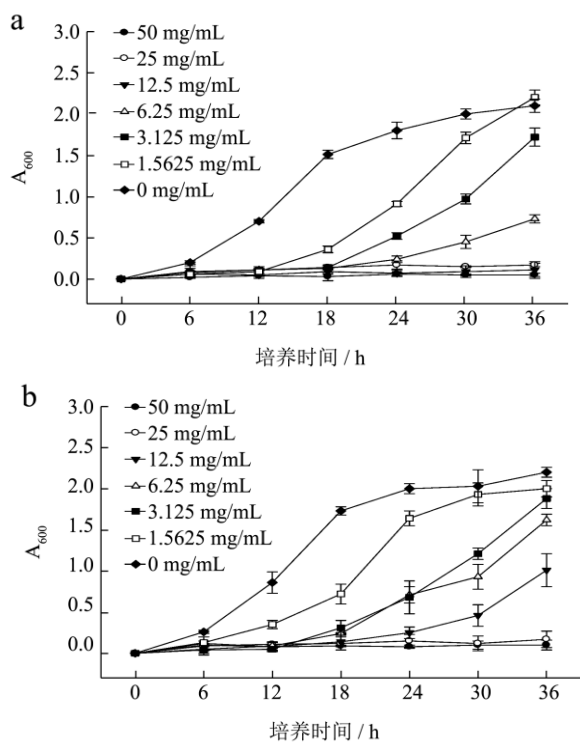 a
3.0
2.5
2.0
1.5
1.0
0.5
0.0
A600
50 mg/mL
25 mg/mL
12.5 mg/mL
6.25 mg/mL
3.125 mg/mL
1.5625 mg/mL
0 mg/mL
0 6 12 18 24 30 36
培养时间 / h
b
3.0
2.5
2.0
1.5
1.0
0.5
0.0
A600
50 mg/mL
25 mg/mL
12.5 mg/mL
6.25 mg/mL
3.125 mg/mL
1.5625 mg/mL
0 mg/mL
0 6 12 18 24 30 36
培养时间 / h